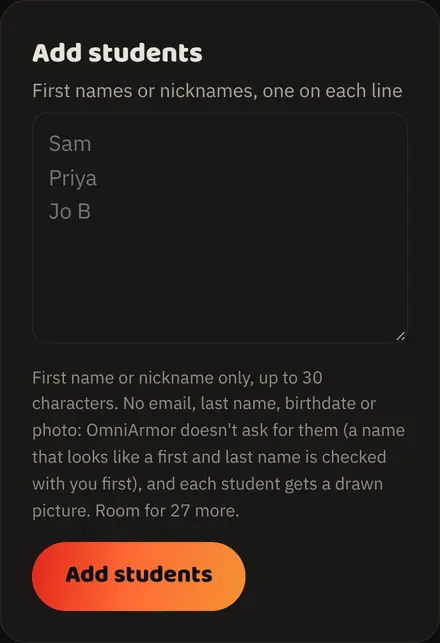 Add students
First names or nicknames, one on each line
Sam
Priya
Jo B
First name or nickname only, up to 30
characters. No email, last name, birthdate or
photo: OmniArmor doesn't ask for them (a name
that looks like a first and last name is checked
with you first), and each student gets a drawn
picture. Room for 27 more.
Add students